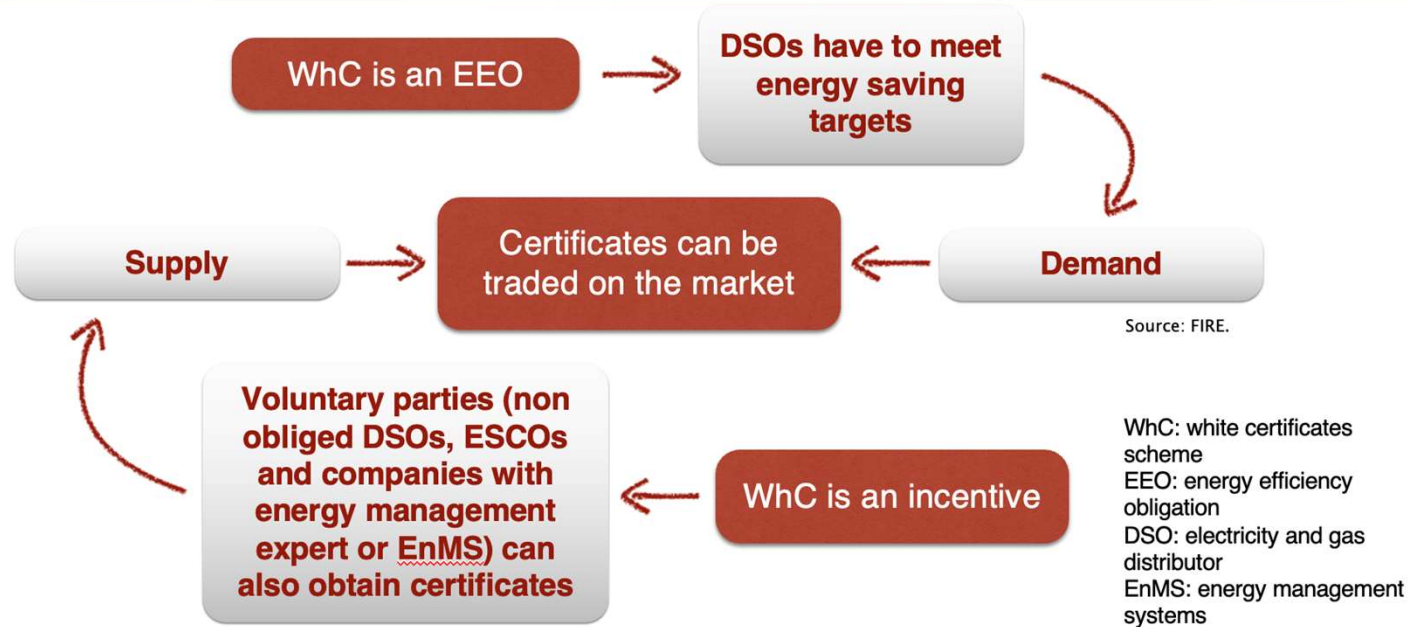 WhC is an EEO
DSOs have to meet
energy saving
targets
Supply
Certificates can be
traded on the market
Demand
Source: FIRE.
Voluntary parties (non
obliged DSOs, ESCOs
and companies with
energy management
expert or EnMS) can
also obtain certificates
WhC is an incentive
WhC: white certificates
scheme
EEO: energy efficiency
obligation
DSO: electricity and gas
distributor
EnMS: energy management
systems